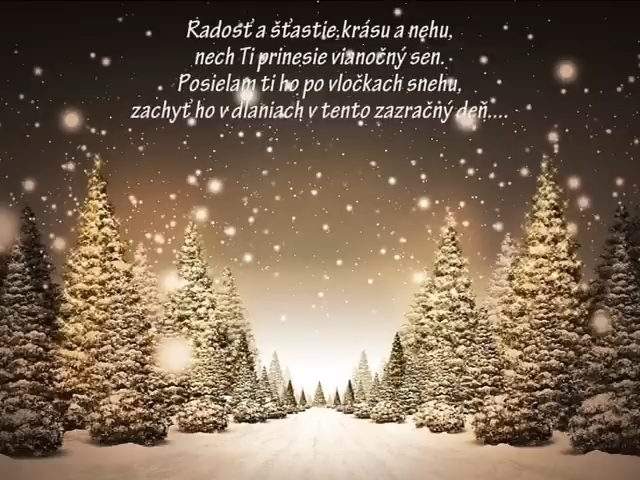 Radosť a šťastie,krásu a nehu,
nech Ti prinesie vianočný sen.
Posielam ti ho po vločkach snehu,
zachyť ho v dlaniach v tento zazračný deň....